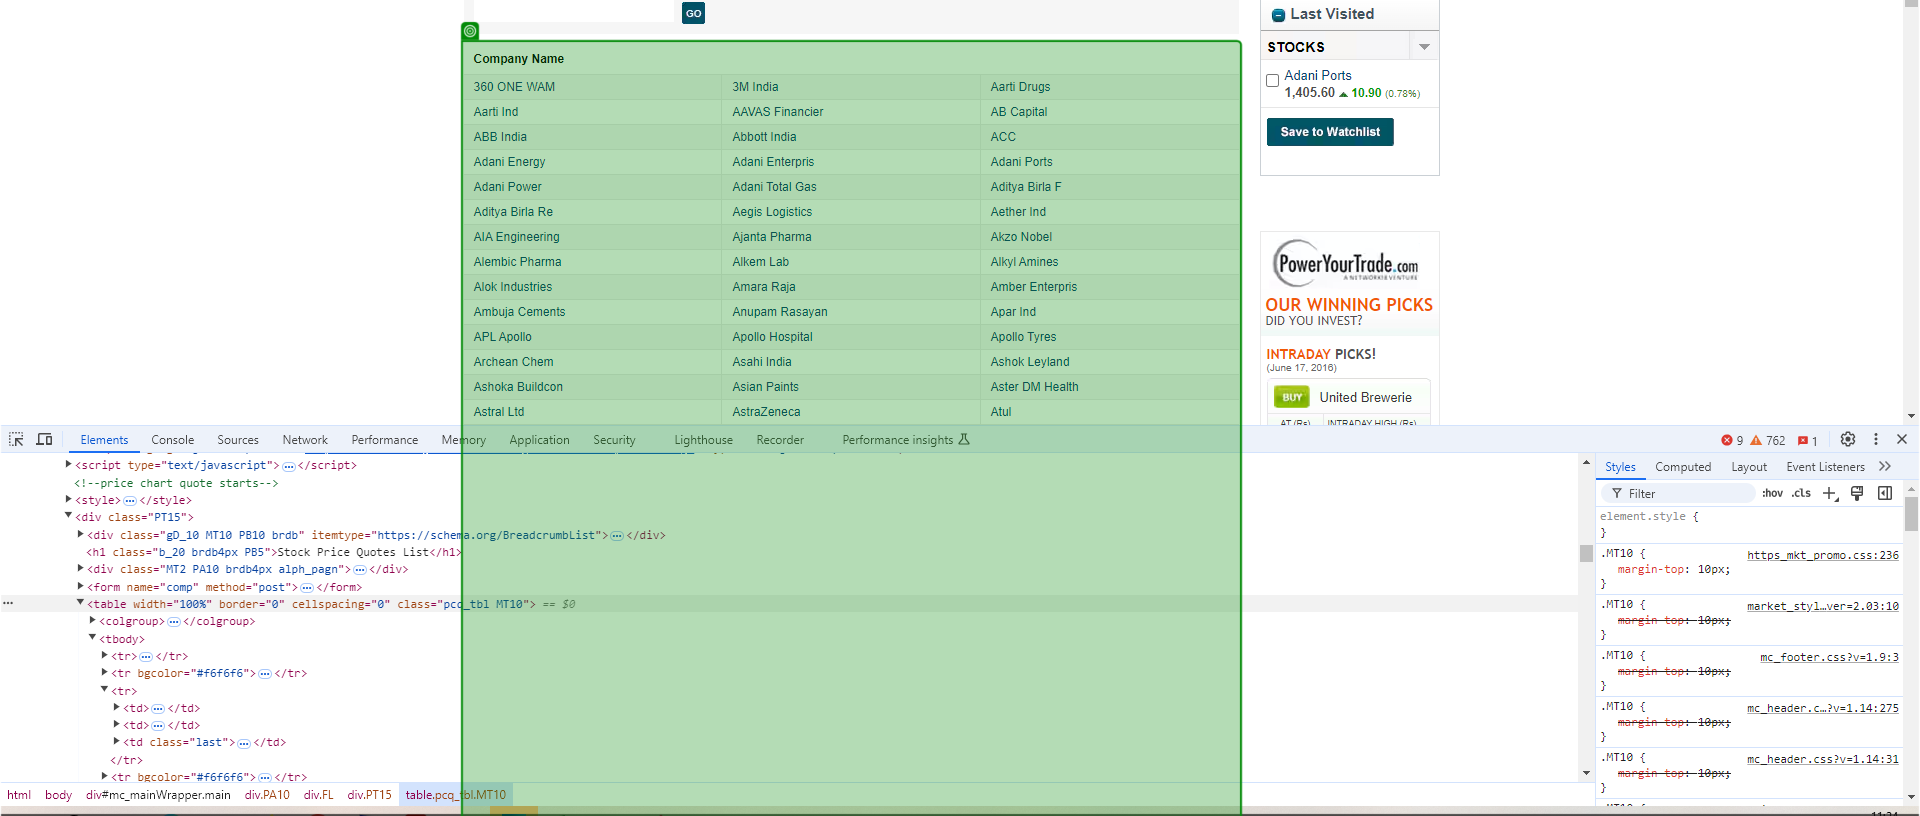 GO
Company Name
360 ONE WAM 3M India Aarti Drugs
Aarti Ind AAVAS Financier AB Capital
ABB India Abbott India ACC
Adani Energy Adani Enterpris Adani Ports
Adani Power Adani Total Gas Aditya Birla F
Aditya Birla Re Aegis Logistics Aether Ind
AIA Engineering Ajanta Pharma Akzo Nobel
Alembic Pharma Alkem Lab Alkyl Amines
Alok Industries Amara Raja Amber Enterpris
Ambuja Cements Anupam Rasayan Apar Ind
APL Apollo Apollo Hospital Apollo Tyres
Archean Chem Asahi India Ashok Leyland
Ashoka Buildcon Asian Paints Aster DM Health
Astral Ltd AstraZeneca Atul
Last Visited
STOCKS
Adani Ports
1,405.60 ▲ 10.90 (0.78%)
Save to Watchlist
PowerYourTrade.com
A NETWORK18 VENTURE
OUR WINNING PICKS
DID YOU INVEST?
INTRADAY PICKS!
(June 17, 2016)
BUY United Brewerie
AT (Rs) INTRADAY HIGH (Rs)
Elements Console Sources Network Performance Memory Application Security Lighthouse Recorder Performance insights 9 762 1
<script type="text/javascript">…</script>
<!--price chart quote starts-->
<style>…</style>
<div class="PT15">
<div class="gD_10 MT10 PB10 brdb" itemtype="https://schema.org/BreadcrumbList">…</div>
<h1 class="b_20 brdb4px PB5">Stock Price Quotes List</h1>
<div class="MT2 PA10 brdb4px alph_pagn">…</div>
<form name="comp" method="post">…</form>
<table width="100%" border="0" cellspacing="0" class="pcq_tbl MT10"> == $0
<colgroup>…</colgroup>
<tbody>
<tr>…</tr>
<tr bgcolor="#f6f6f6">…</tr>
<tr>
<td>…</td>
<td>…</td>
<td class="last">…</td>
</tr>
<tr bgcolor="#f6f6f6">…</tr>
html body div#mc_mainWrapper.main div.PA10 div.FL div.PT15 table.pcq_tbl.MT10
Styles Computed Layout Event Listeners
Filter :hov .cls
element.style {
}
.MT10 { https_mkt_promo.css:236
margin-top: 10px;
}
.MT10 { market_styl…ver=2.03:10
margin-top: 10px;
}
.MT10 { mc_footer.css?v=1.9:3
margin-top: 10px;
}
.MT10 { mc_header.c…?v=1.14:275
margin-top: 10px;
}
.MT10 { mc_header.css?v=1.14:31
margin-top: 10px;
}